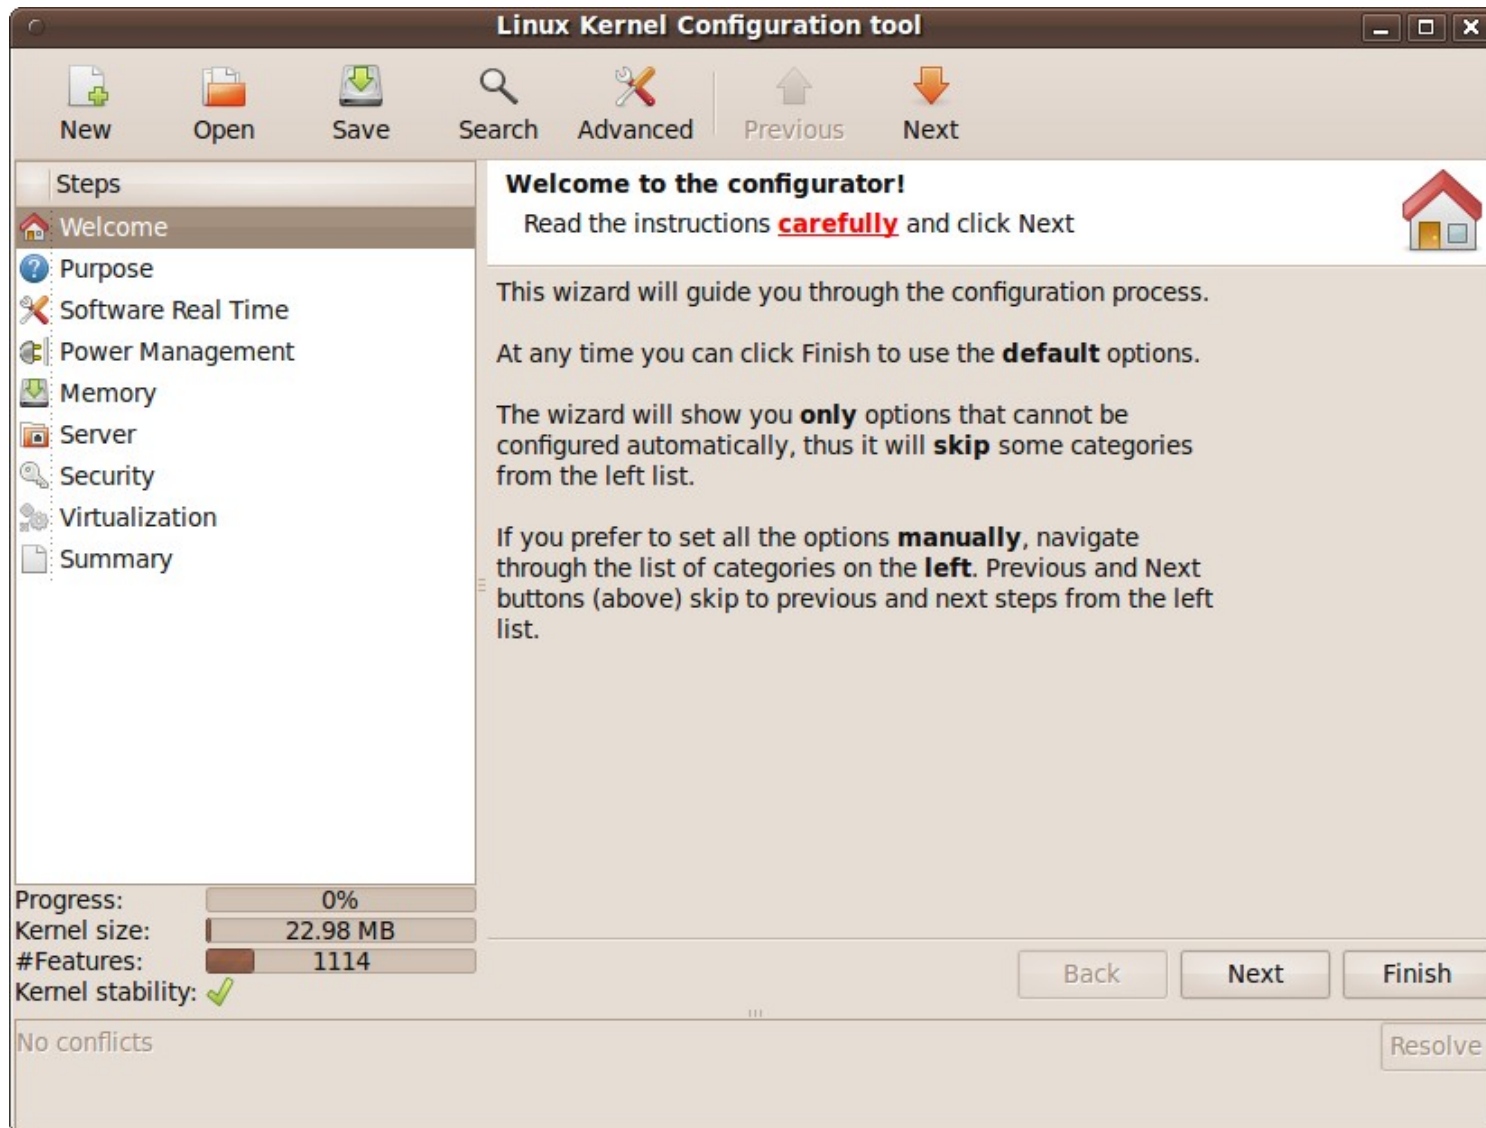 Linux Kernel Configuration tool
New Open Save Search Advanced Previous Next
Steps
Welcome
Purpose
Software Real Time
Power Management
Memory
Server
Security
Virtualization
Summary
Progress: 0%
Kernel size: 22.98 MB
#Features: 1114
Kernel stability:
Welcome to the configurator!
Read the instructions carefully and click Next
This wizard will guide you through the configuration process.
At any time you can click Finish to use the default options.
The wizard will show you only options that cannot be
configured automatically, thus it will skip some categories
from the left list.
If you prefer to set all the options manually, navigate
through the list of categories on the left. Previous and Next
buttons (above) skip to previous and next steps from the left
list.
Back Next Finish
No conflicts
Resolve